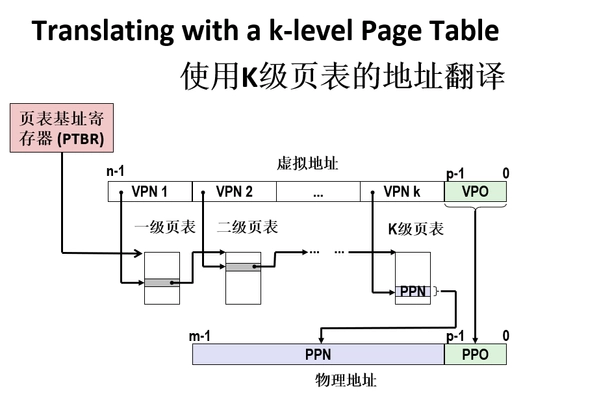 Translating with a k-level Page Table
使用K级页表的地址翻译
页表基址寄
存器 (PTBR)
虚拟地址
n-1
p-1
0
VPN 1
VPN 2
...
VPN k
VPO
一级页表
二级页表
K级页表
...
...
PPN
m-1
p-1
0
PPN
PPO
物理地址